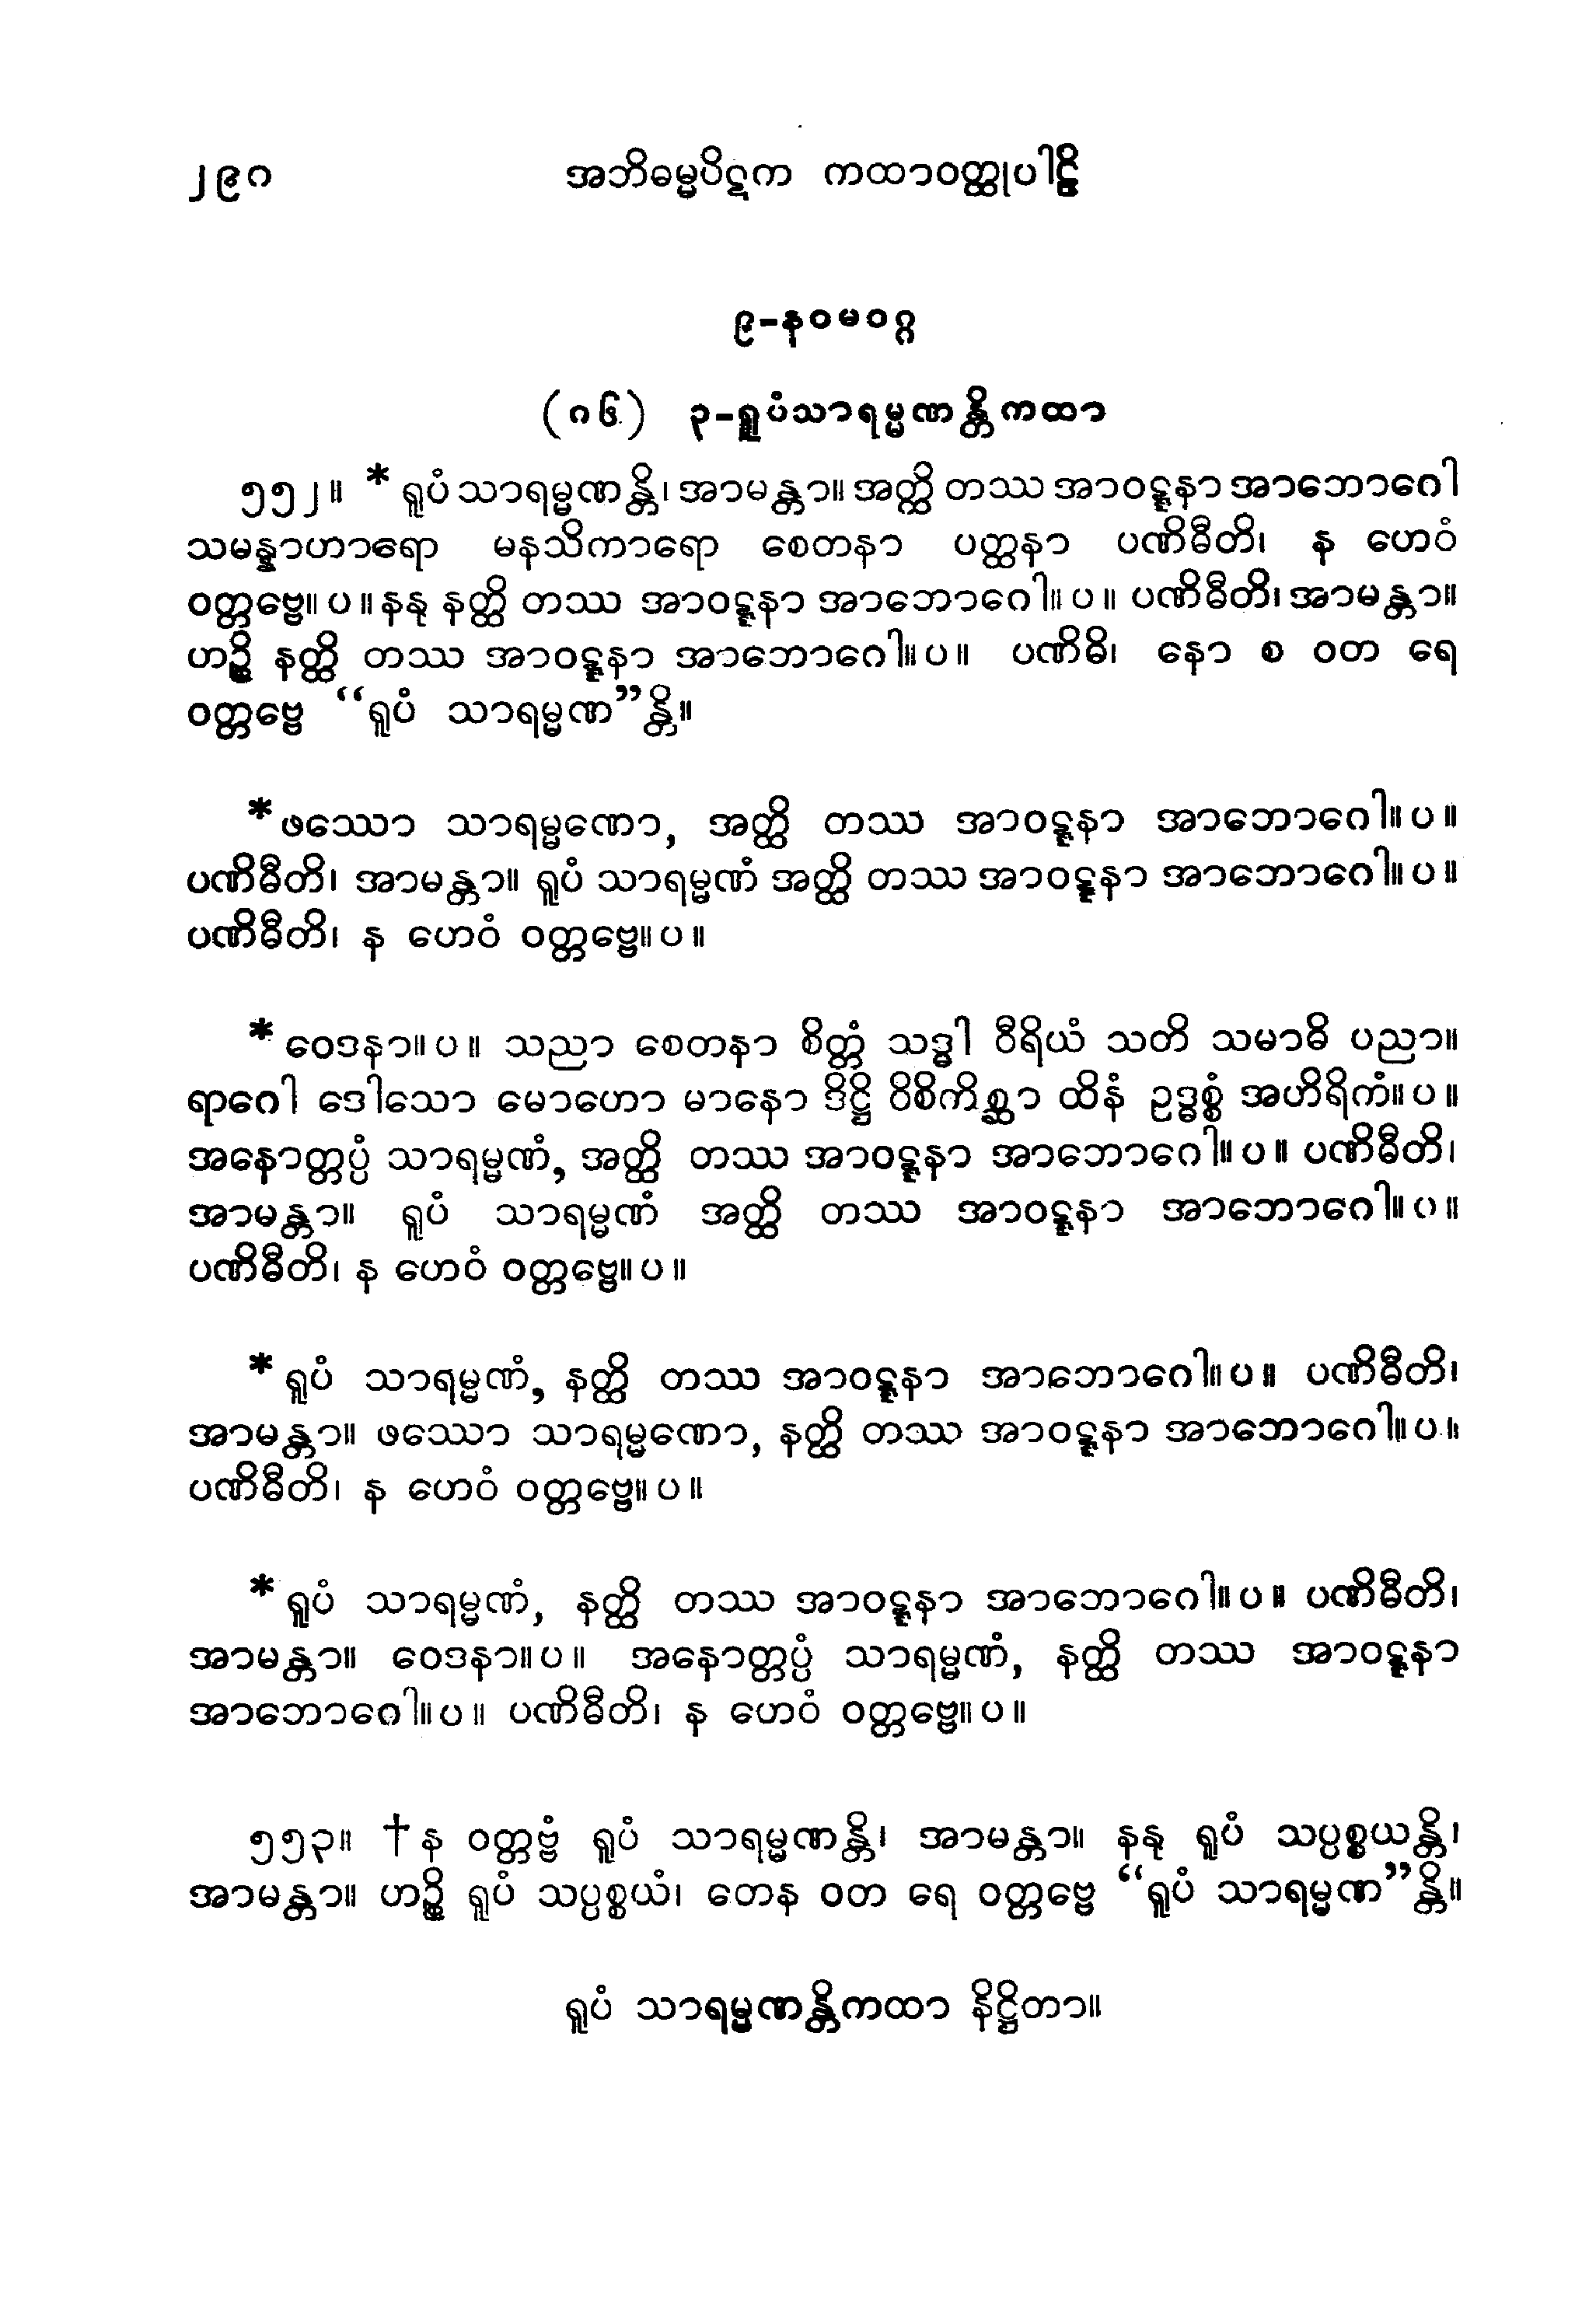 ၂၉၈ အဘိဓမ္မပိဋက ကထာဝတ္ထုပါဠိ
၉-နဝမဝဂ္ဂ
(၈၆) ၃-ရူပံသာရမ္မဏန္တိကထာ
၅၅၂။ * ရူပံ သာရမ္မဏန္တိ၊ အာမန္တာ။ အတ္ထိ တဿ အာဝဋ္ဋနာ အာဘောဂေါ
သမန္နာဟာရော မနသိကာရော စေတနာ ပတ္ထနာ ပဏိဓီတိ၊ န ဟေဝံ
ဝတ္တဗ္ဗေ။ ပ ။ နနု နတ္ထိ တဿ အာဝဋ္ဋနာ အာဘောဂေါ။ ပ ။ ပဏိဓီတိ၊ အာမန္တာ။
ဟဉ္စိ နတ္ထိ တဿ အာဝဋ္ဋနာ အာဘောဂေါ။ ပ ။ ပဏိဓိ၊ နော စ ဝတ ရေ
ဝတ္တဗ္ဗေ “ရူပံ သာရမ္မဏ”န္တိ။
* ဖဿော သာရမ္မဏော, အတ္ထိ တဿ အာဝဋ္ဋနာ အာဘောဂေါ။ ပ ။
ပဏိဓီတိ၊ အာမန္တာ။ ရူပံ သာရမ္မဏံ အတ္ထိ တဿ အာဝဋ္ဋနာ အာဘောဂေါ။ ပ ။
ပဏိဓီတိ၊ န ဟေဝံ ဝတ္တဗ္ဗေ။ ပ ။
* ဝေဒနာ။ ပ ။ သညာ စေတနာ စိတ္တံ သဒ္ဓါ ဝီရိယံ သတိ သမာဓိ ပညာ။
ရာဂေါ ဒေါသော မောဟော မာနော ဒိဋ္ဌိ ဝိစိကိစ္ဆာ ထိနံ ဥဒ္ဓစ္စံ အဟိရိကံ။ ပ ။
အနောတ္တပ္ပံ သာရမ္မဏံ, အတ္ထိ တဿ အာဝဋ္ဋနာ အာဘောဂေါ။ ပ ။ ပဏိဓီတိ၊
အာမန္တာ။ ရူပံ သာရမ္မဏံ အတ္ထိ တဿ အာဝဋ္ဋနာ အာဘောဂေါ။ ပ ။
ပဏိဓီတိ၊ န ဟေဝံ ဝတ္တဗ္ဗေ။ ပ ။
* ရူပံ သာရမ္မဏံ, နတ္ထိ တဿ အာဝဋ္ဋနာ အာဘောဂေါ။ ပ ။ ပဏိဓီတိ၊
အာမန္တာ။ ဖဿော သာရမ္မဏော, နတ္ထိ တဿ အာဝဋ္ဋနာ အာဘောဂေါ။ ပ ။
ပဏိဓီတိ၊ န ဟေဝံ ဝတ္တဗ္ဗေ။ ပ ။
* ရူပံ သာရမ္မဏံ, နတ္ထိ တဿ အာဝဋ္ဋနာ အာဘောဂေါ။ ပ ။ ပဏိဓီတိ၊
အာမန္တာ။ ဝေဒနာ။ ပ ။ အနောတ္တပ္ပံ သာရမ္မဏံ, နတ္ထိ တဿ အာဝဋ္ဋနာ
အာဘောဂေါ။ ပ ။ ပဏိဓီတိ၊ န ဟေဝံ ဝတ္တဗ္ဗေ။ ပ ။
၅၅၃။ † န ဝတ္တဗ္ဗံ ရူပံ သာရမ္မဏန္တိ၊ အာမန္တာ။ နနု ရူပံ သပ္ပစ္စယန္တိ၊
အာမန္တာ။ ဟဉ္စိ ရူပံ သပ္ပစ္စယံ၊ တေန ဝတ ရေ ဝတ္တဗ္ဗေ “ရူပံ သာရမ္မဏ”န္တိ။
ရူပံ သာရမ္မဏန္တိကထာ နိဋ္ဌိတာ။